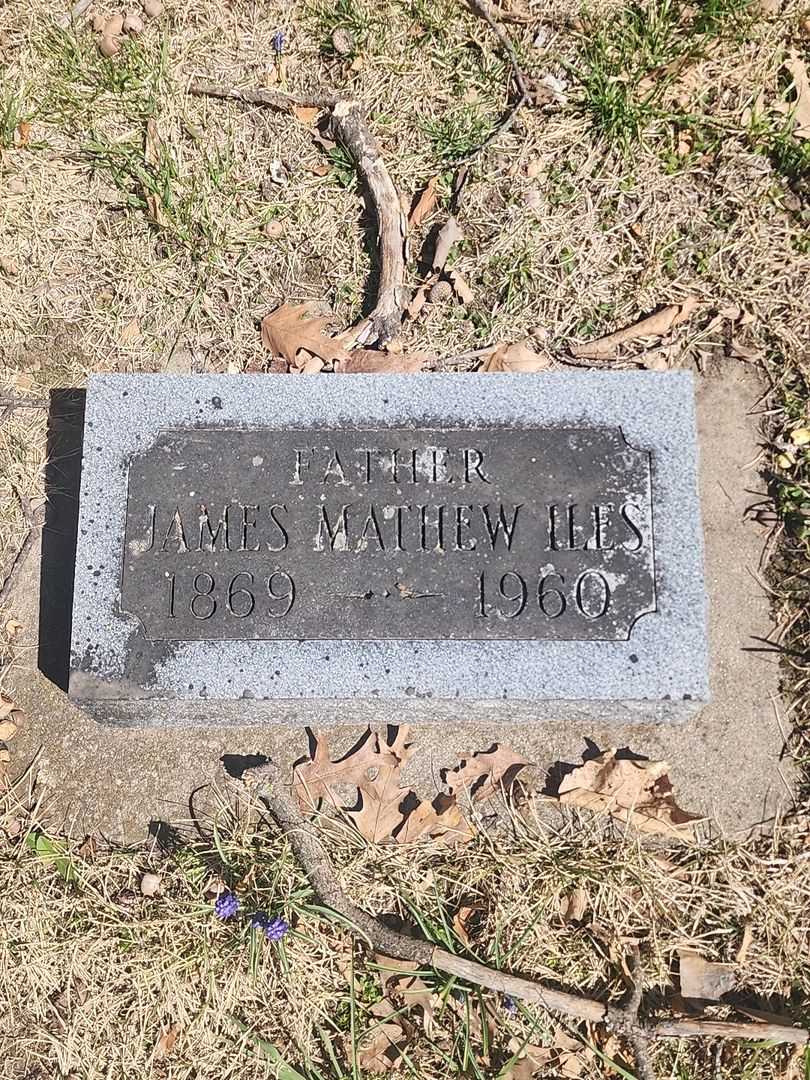 FATHER
JAMES MATHEW ILES
1869 — 1960